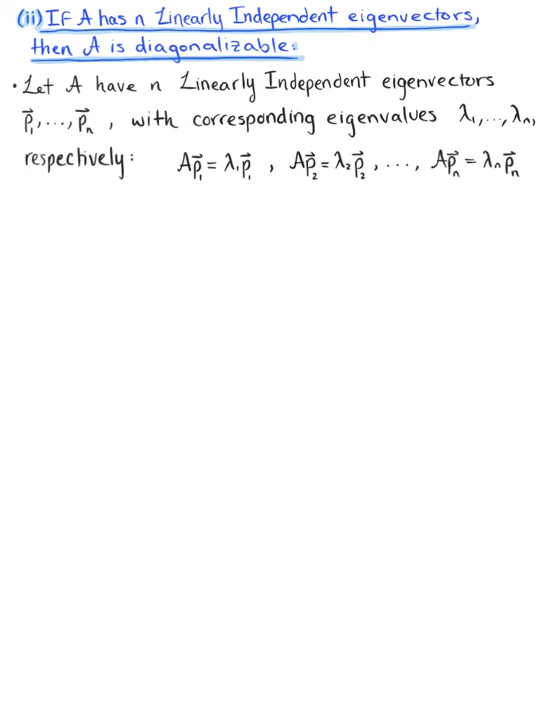 (ii) IF A has n Linearly Independent eigenvectors,
then A is diagonalizable:
• Let A have n Linearly Independent eigenvectors
p⃗₁, ..., p⃗ₙ , with corresponding eigenvalues λ₁, ..., λₙ,
respectively: Ap⃗₁ = λ₁p⃗₁ , Ap⃗₂ = λ₂p⃗₂ , ..., Ap⃗ₙ = λₙp⃗ₙ